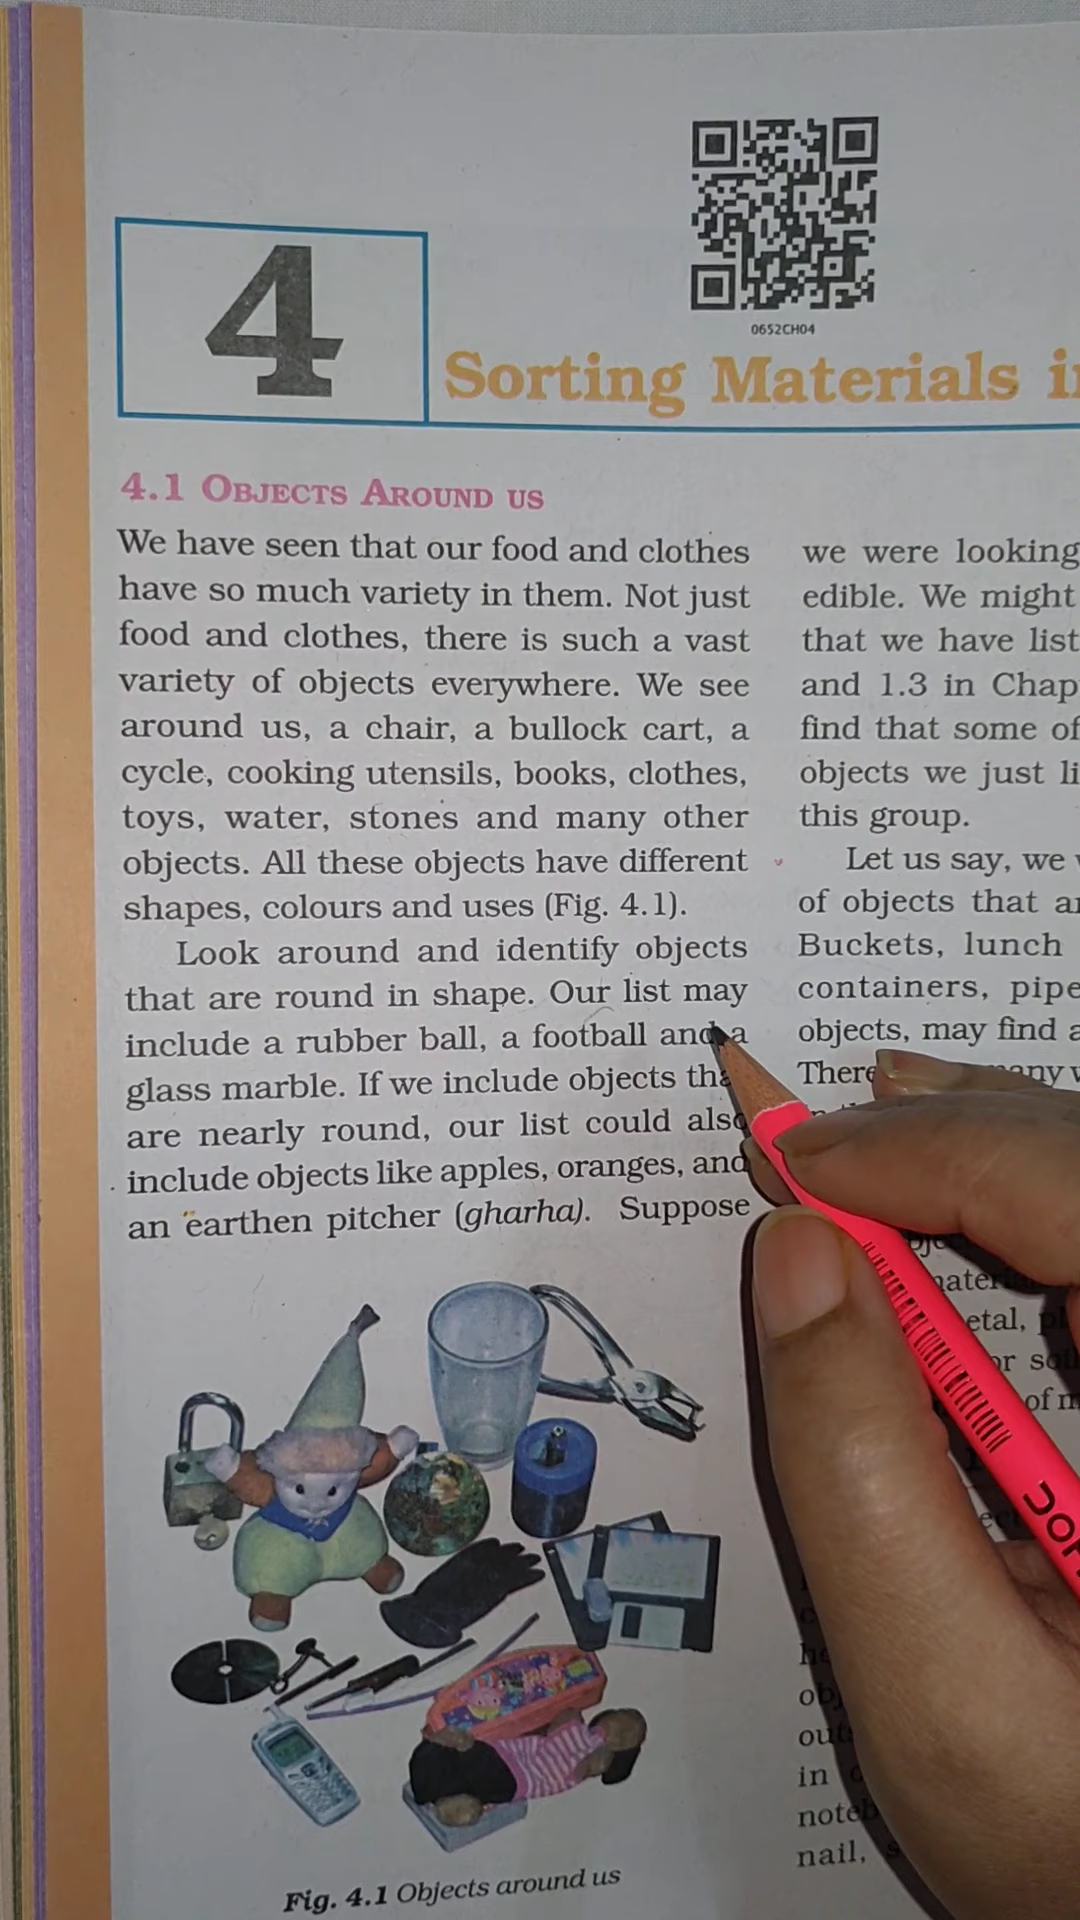 0652CH04
4
Sorting Materials
4.1 OBJECTS AROUND US
We have seen that our food and clothes
have so much variety in them. Not just
food and clothes, there is such a vast
variety of objects everywhere. We see
around us, a chair, a bullock cart, a
cycle, cooking utensils, books, clothes,
toys, water, stones and many other
objects. All these objects have different
shapes, colours and uses (Fig. 4.1).
Look around and identify objects
that are round in shape. Our list may
include a rubber ball, a football and a
glass marble. If we include objects that
are nearly round, our list could also
include objects like apples, oranges, and
an earthen pitcher (gharha). Suppose
Fig. 4.1 Objects around us
we were looking
edible. We might
that we have list
and 1.3 in Chap
find that some of
objects we just li
this group.
Let us say, we
of objects that
Buckets, lunch
containers, pipe
objects, may find a
There
etal,
of m
in
nail,